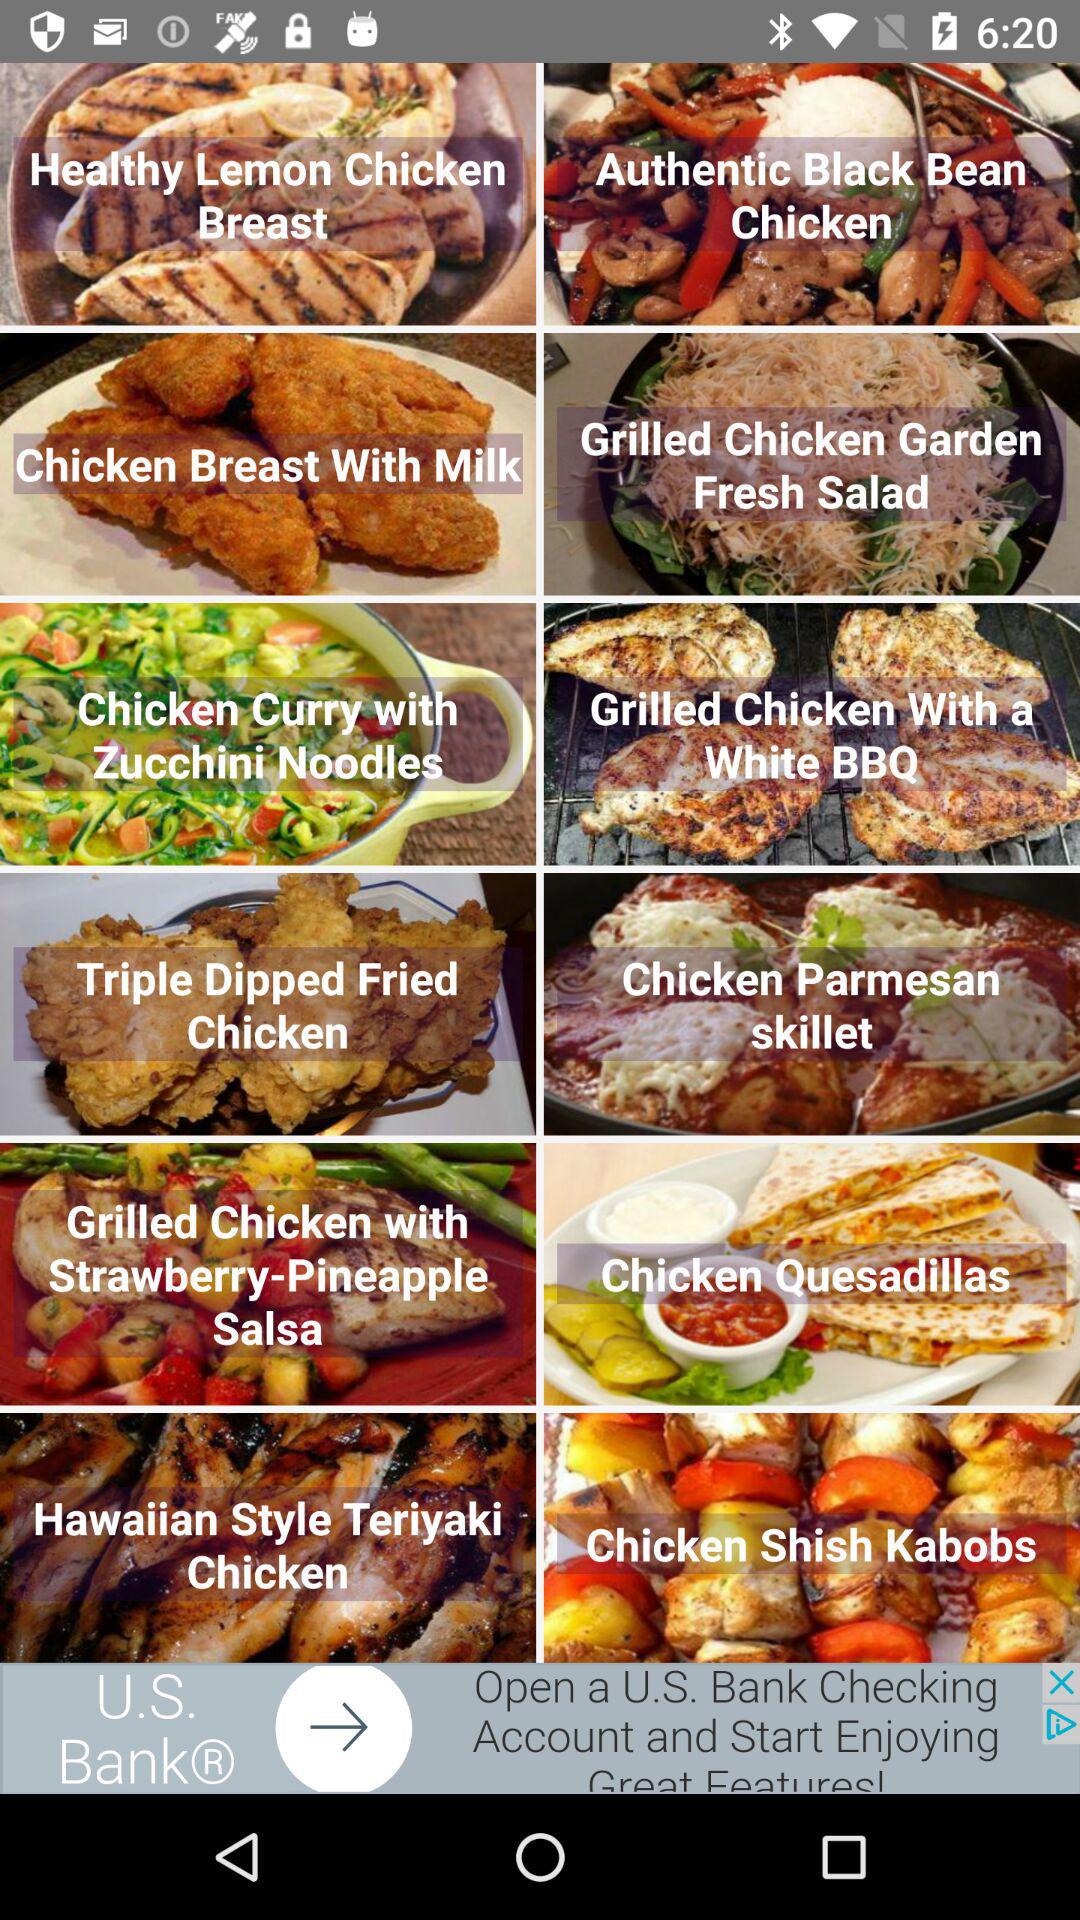 FAKE
6:20
Healthy Lemon Chicken
Breast
Authentic Black Bean
Chicken
Chicken Breast With Milk
Grilled Chicken Garden
Fresh Salad
Chicken Curry with
Zucchini Noodles
Grilled Chicken With a
White BBQ
Triple Dipped Fried
Chicken
Chicken Parmesan
skillet
Grilled Chicken with
Strawberry-Pineapple
Salsa
Chicken Quesadillas
Hawaiian Style Teriyaki
Chicken
Chicken Shish Kabobs
U.S.
Bank®
Open a U.S. Bank Checking
Account and Start Enjoying
Great Features!